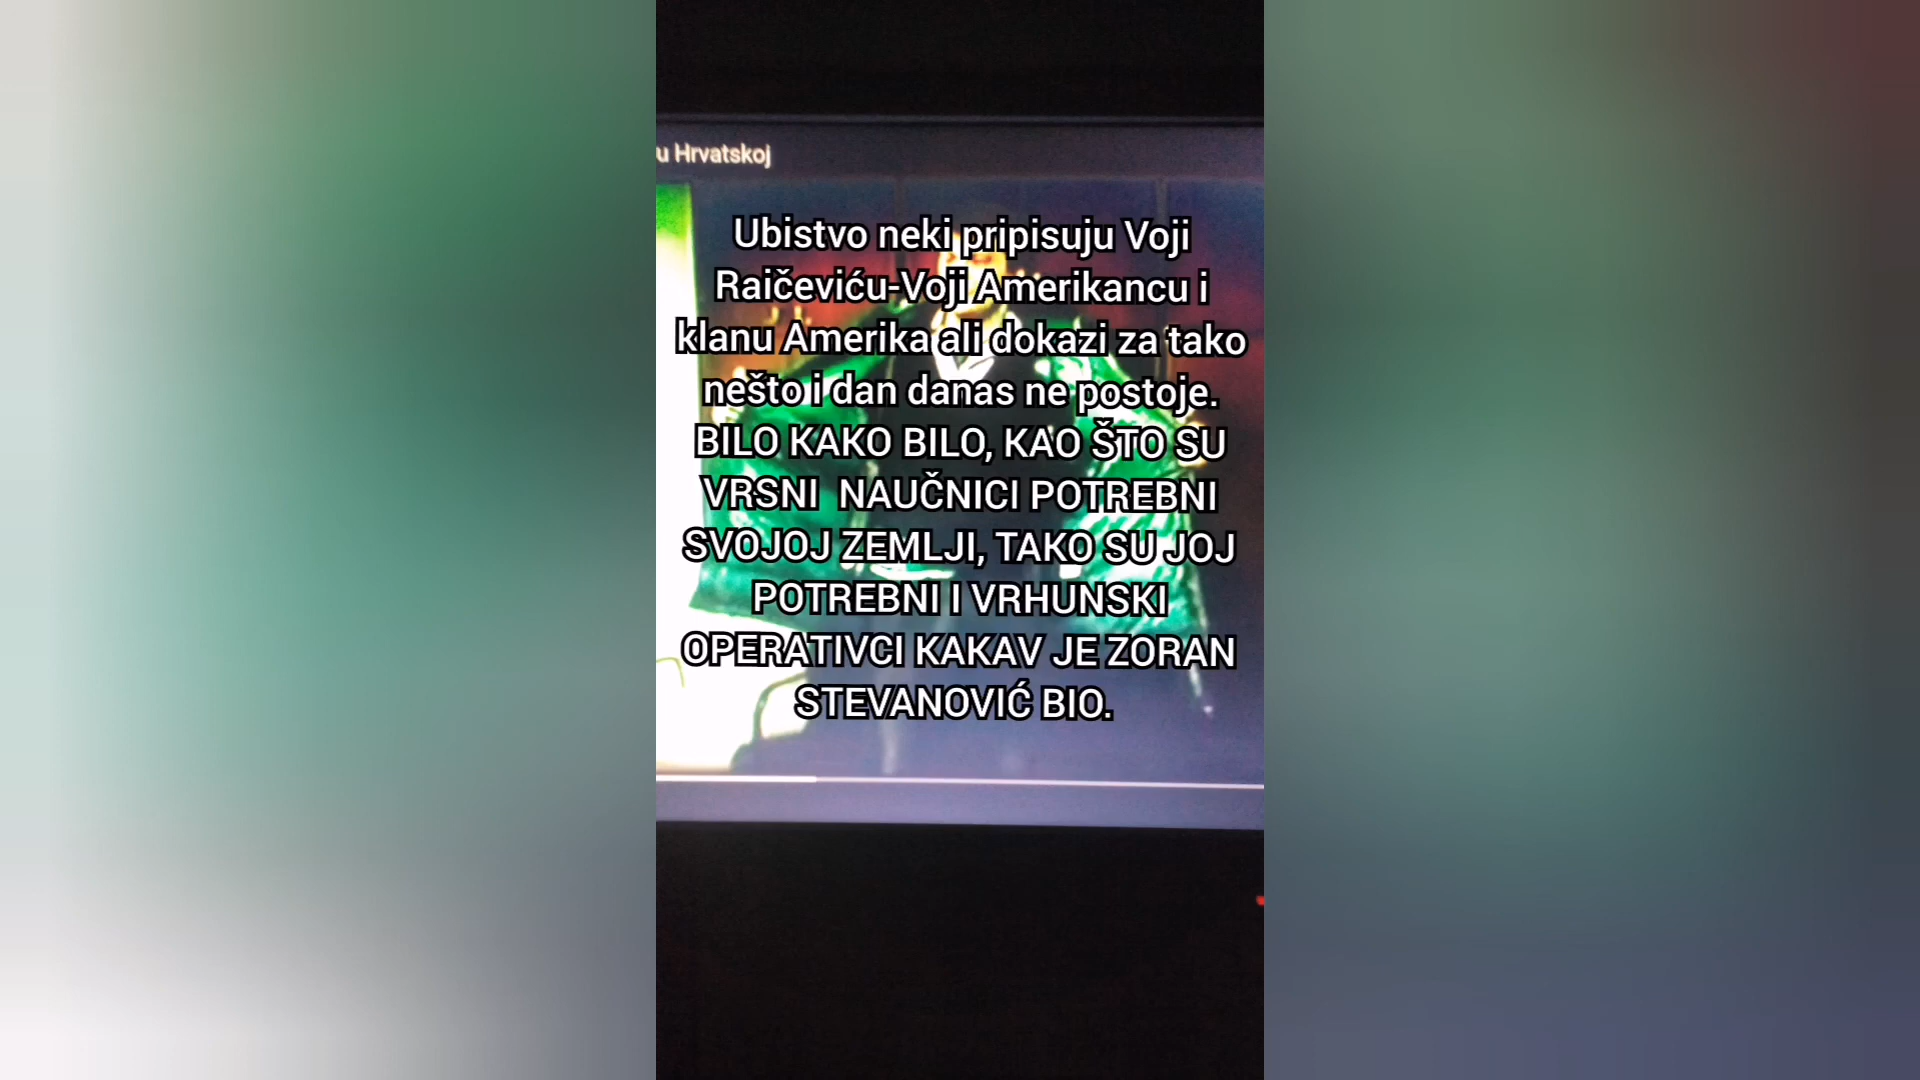 u Hrvatskoj
Ubistvo neki pripisuju Voji
Raičeviću-Voji Amerikancu i
klanu Amerika ali dokazi za tako
nešto i dan danas ne postoje.
BILO KAKO BILO, KAO ŠTO SU
VRSNI NAUČNICI POTREBNI
SVOJOJ ZEMLJI, TAKO SU JOJ
POTREBNI I VRHUNSKI
OPERATIVCI KAKAV JE ZORAN
STEVANOVIĆ BIO.